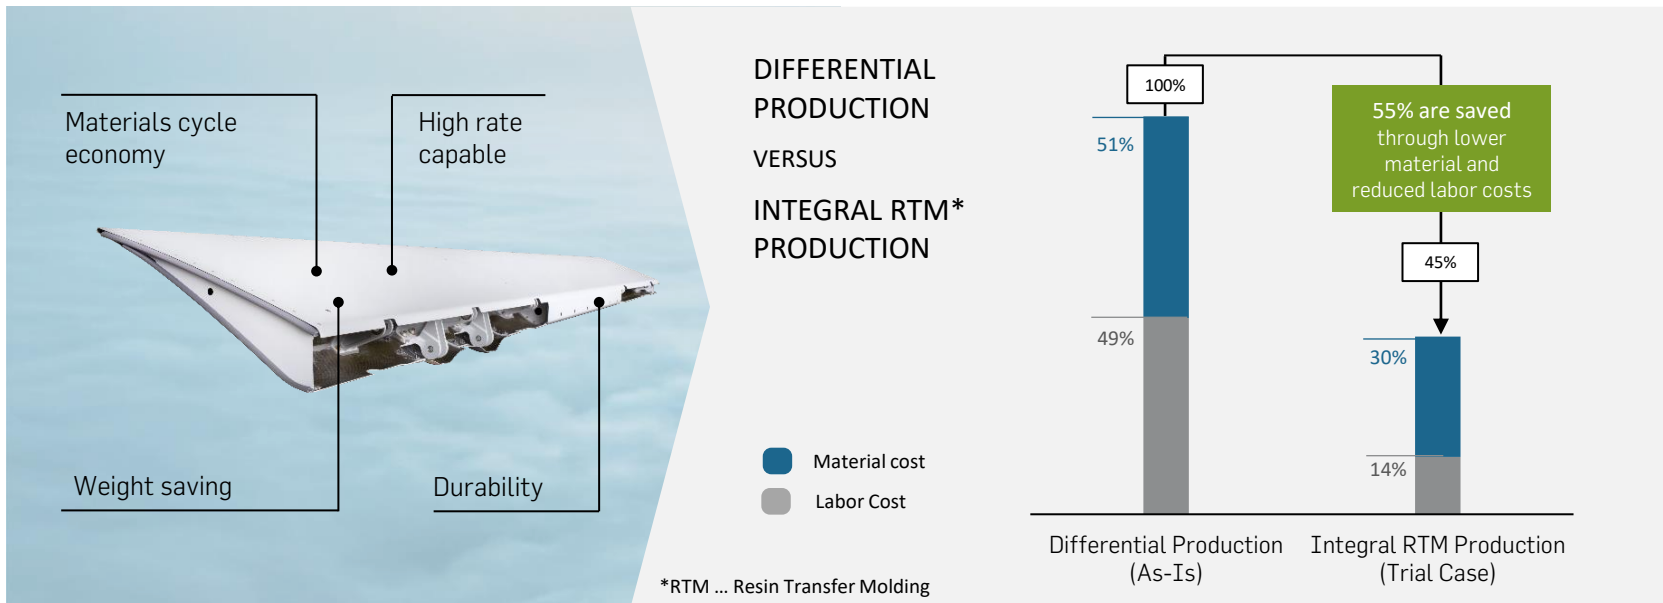 Materials cycle
economy
High rate
capable
Weight saving
Durability
DIFFERENTIAL
PRODUCTION
VERSUS
INTEGRAL RTM*
PRODUCTION
Material cost
Labor Cost
*RTM ... Resin Transfer Molding
100%
51%
49%
55% are saved
through lower
material and
reduced labor costs
45%
30%
14%
Differential Production
(As-Is)
Integral RTM Production
(Trial Case)